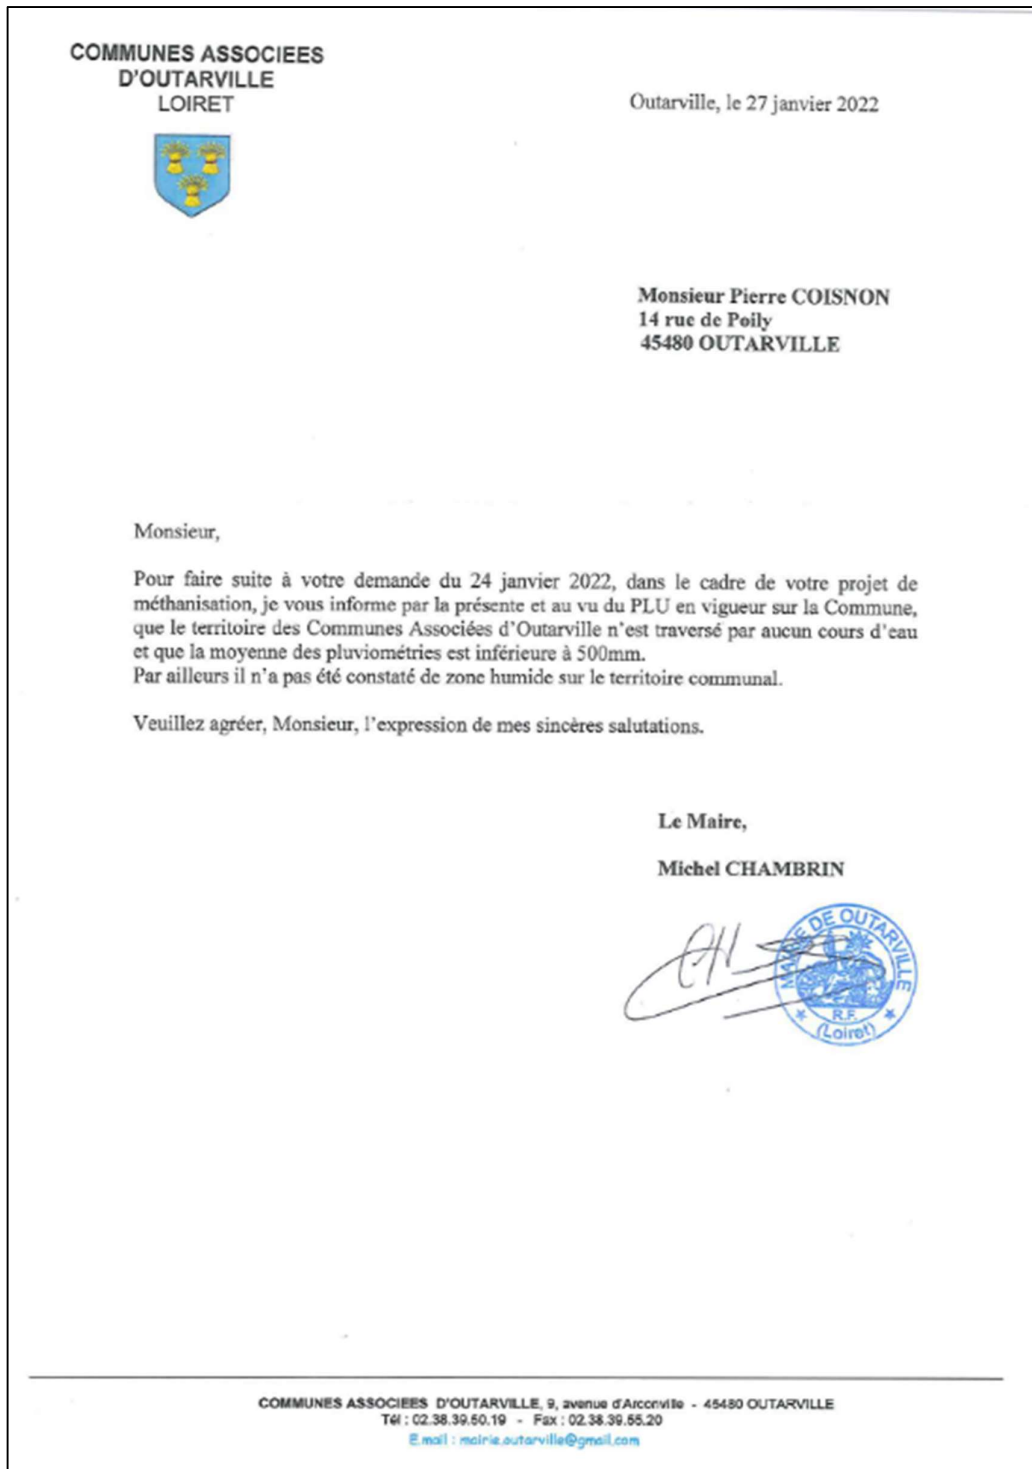 COMMUNES ASSOCIEES
D'OUTARVILLE
LOIRET
Outarville, le 27 janvier 2022
Monsieur Pierre COISNON
14 rue de Poily
45480 OUTARVILLE
Monsieur,
Pour faire suite à votre demande du 24 janvier 2022, dans le cadre de votre projet de
méthanisation, je vous informe par la présente et au vu du PLU en vigueur sur la Commune,
que le territoire des Communes Associées d'Outarville n'est traversé par aucun cours d'eau
et que la moyenne des pluviométries est inférieure à 500mm.
Par ailleurs il n'a pas été constaté de zone humide sur le territoire communal.
Veuillez agréer, Monsieur, l'expression de mes sincères salutations.
Le Maire,
Michel CHAMBRIN
MAIRIE DE OUTARVILLE
R.F.
(Loiret)
COMMUNES ASSOCIEES D'OUTARVILLE, 9, avenue d'Arconville - 45480 OUTARVILLE
Tél : 02.38.39.50.19 - Fax : 02.38.39.55.20
E.mail : mairie.outarville@gmail.com